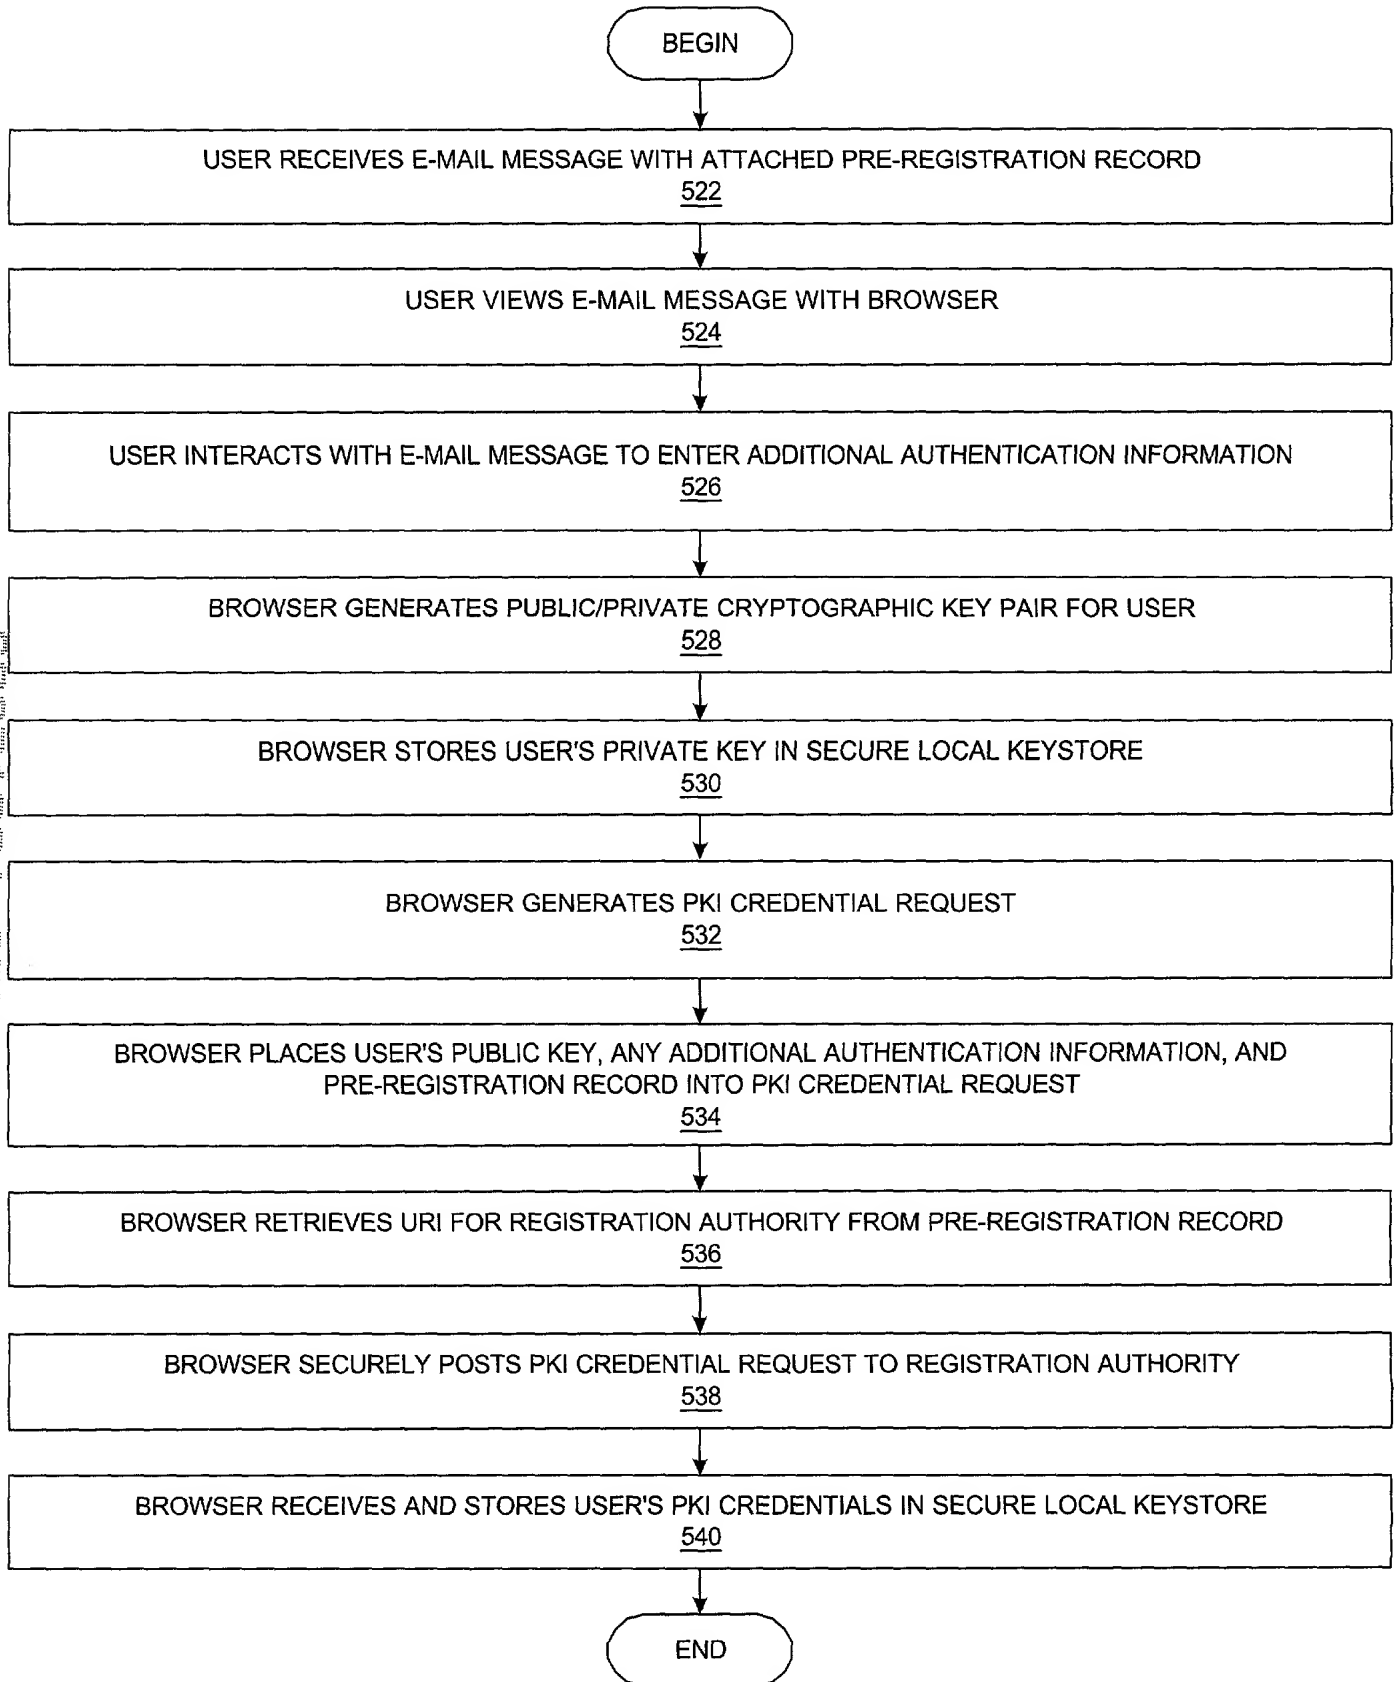 BEGIN
USER RECEIVES E-MAIL MESSAGE WITH ATTACHED PRE-REGISTRATION RECORD
522
USER VIEWS E-MAIL MESSAGE WITH BROWSER
524
USER INTERACTS WITH E-MAIL MESSAGE TO ENTER ADDITIONAL AUTHENTICATION INFORMATION
526
BROWSER GENERATES PUBLIC/PRIVATE CRYPTOGRAPHIC KEY PAIR FOR USER
528
BROWSER STORES USER'S PRIVATE KEY IN SECURE LOCAL KEYSTORE
530
BROWSER GENERATES PKI CREDENTIAL REQUEST
532
BROWSER PLACES USER'S PUBLIC KEY, ANY ADDITIONAL AUTHENTICATION INFORMATION, AND
PRE-REGISTRATION RECORD INTO PKI CREDENTIAL REQUEST
534
BROWSER RETRIEVES URI FOR REGISTRATION AUTHORITY FROM PRE-REGISTRATION RECORD
536
BROWSER SECURELY POSTS PKI CREDENTIAL REQUEST TO REGISTRATION AUTHORITY
538
BROWSER RECEIVES AND STORES USER'S PKI CREDENTIALS IN SECURE LOCAL KEYSTORE
540
END